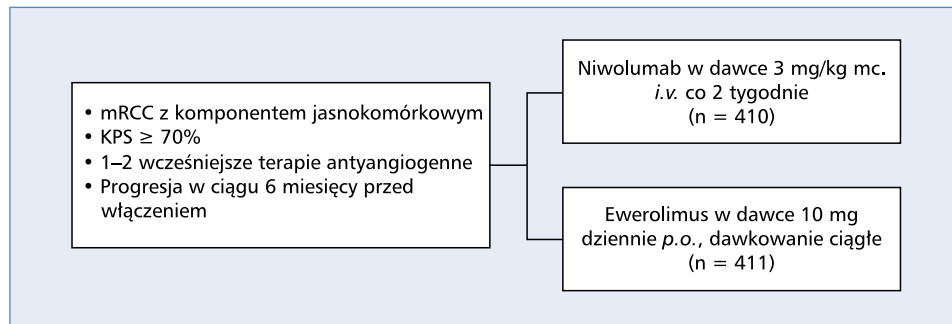 • mRCC z komponentem jasnokomórkowym
• KPS ≥ 70%
• 1–2 wcześniejsze terapie antyangiogenne
• Progresja w ciągu 6 miesięcy przed
włączeniem
Niwolumab w dawce 3 mg/kg mc.
i.v. co 2 tygodnie
(n = 410)
Ewerolimus w dawce 10 mg
dziennie p.o., dawkowanie ciągłe
(n = 411)